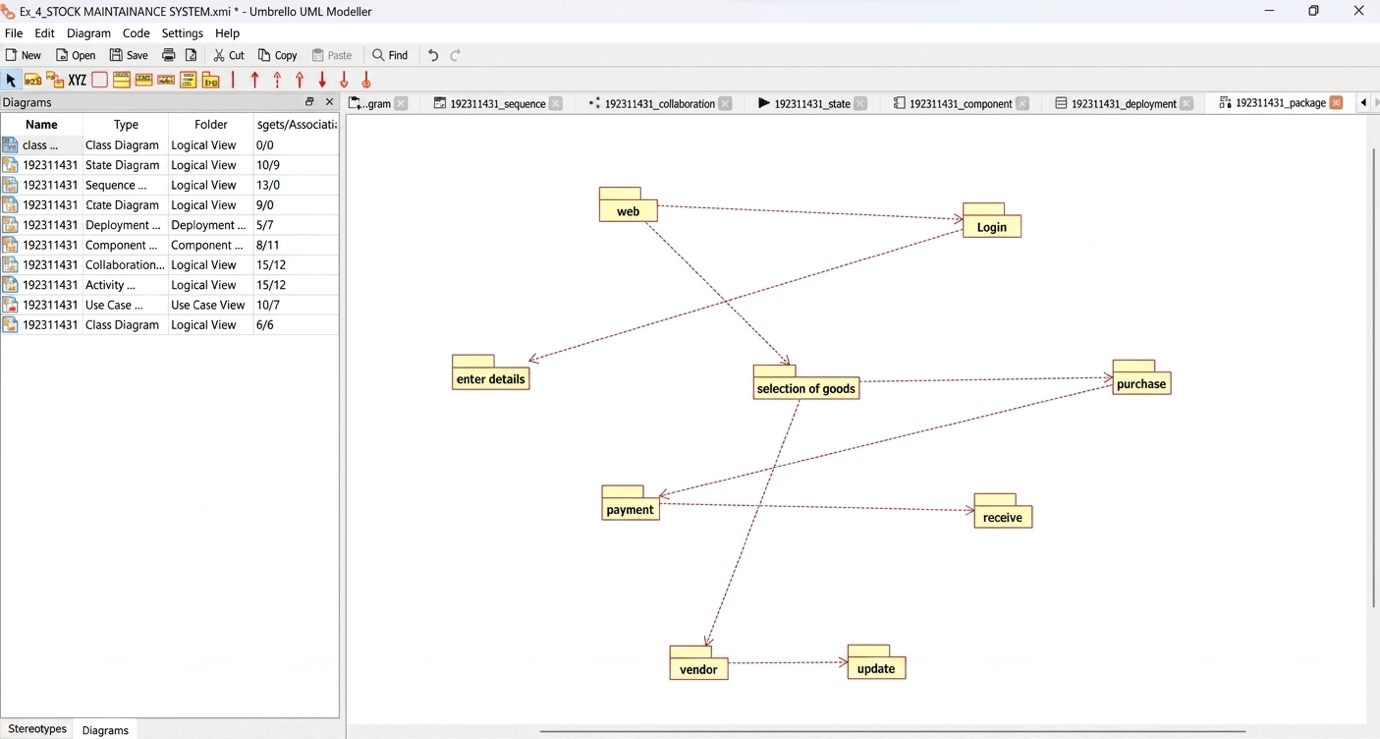 Ex_4_STOCK MAINTAINANCE SYSTEM.xmi * - Umbrello UML Modeller
File Edit Diagram Code Settings Help
New Open Save Cut Copy Paste Find
XYZ
Diagrams
...gram 192311431_sequence 192311431_collaboration 192311431_state 192311431_component 192311431_deployment 192311431_package
Name Type Folder sgets/Associati
class ... Class Diagram Logical View 0/0
192311431 State Diagram Logical View 10/9
192311431 Sequence ... Logical View 13/0
192311431 Ctate Diagram Logical View 9/0
192311431 Deployment ... Deployment ... 5/7
192311431 Component ... Component ... 8/11
192311431 Collaboration... Logical View 15/12
192311431 Activity ... Logical View 15/12
192311431 Use Case ... Use Case View 10/7
192311431 Class Diagram Logical View 6/6
web
Login
enter details
selection of goods
purchase
payment
receive
vendor
update
Stereotypes Diagrams